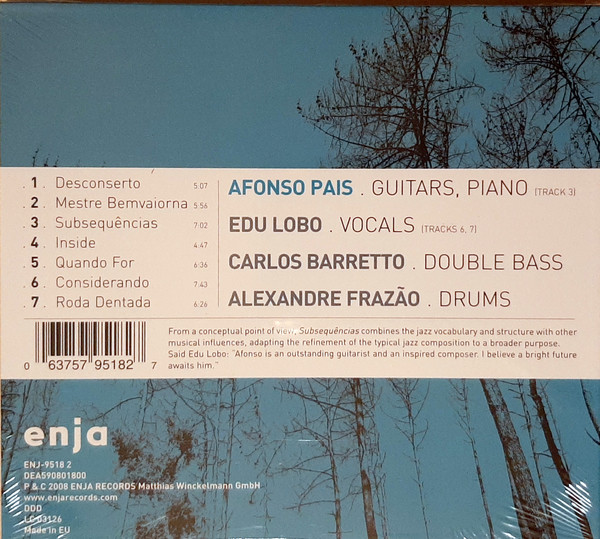 .1. Desconserto 5:07
.2. Mestre Bemvaiorna 5:56
.3. Subsequências 7:02
.4. Inside 4:47
.5. Quando For 6:36
.6. Considerando 7:43
.7. Roda Dentada 6:26
AFONSO PAIS . GUITARS, PIANO (TRACK 3)
EDU LOBO . VOCALS (TRACKS 6, 7)
CARLOS BARRETTO . DOUBLE BASS
ALEXANDRE FRAZÃO . DRUMS
0 63757 95182 7
From a conceptual point of view, Subsequências combines the jazz vocabulary and structure with other
musical influences, adapting the refinement of the typical jazz composition to a broader purpose.
Said Edu Lobo: "Afonso is an outstanding guitarist and an inspired composer. I believe a bright future
awaits him."
enja
ENJ-9518 2
DEA590801800
P & C 2008 ENJA RECORDS Matthias Winckelmann GmbH
www.enjarecords.com
DDD
LC 03126
Made in EU